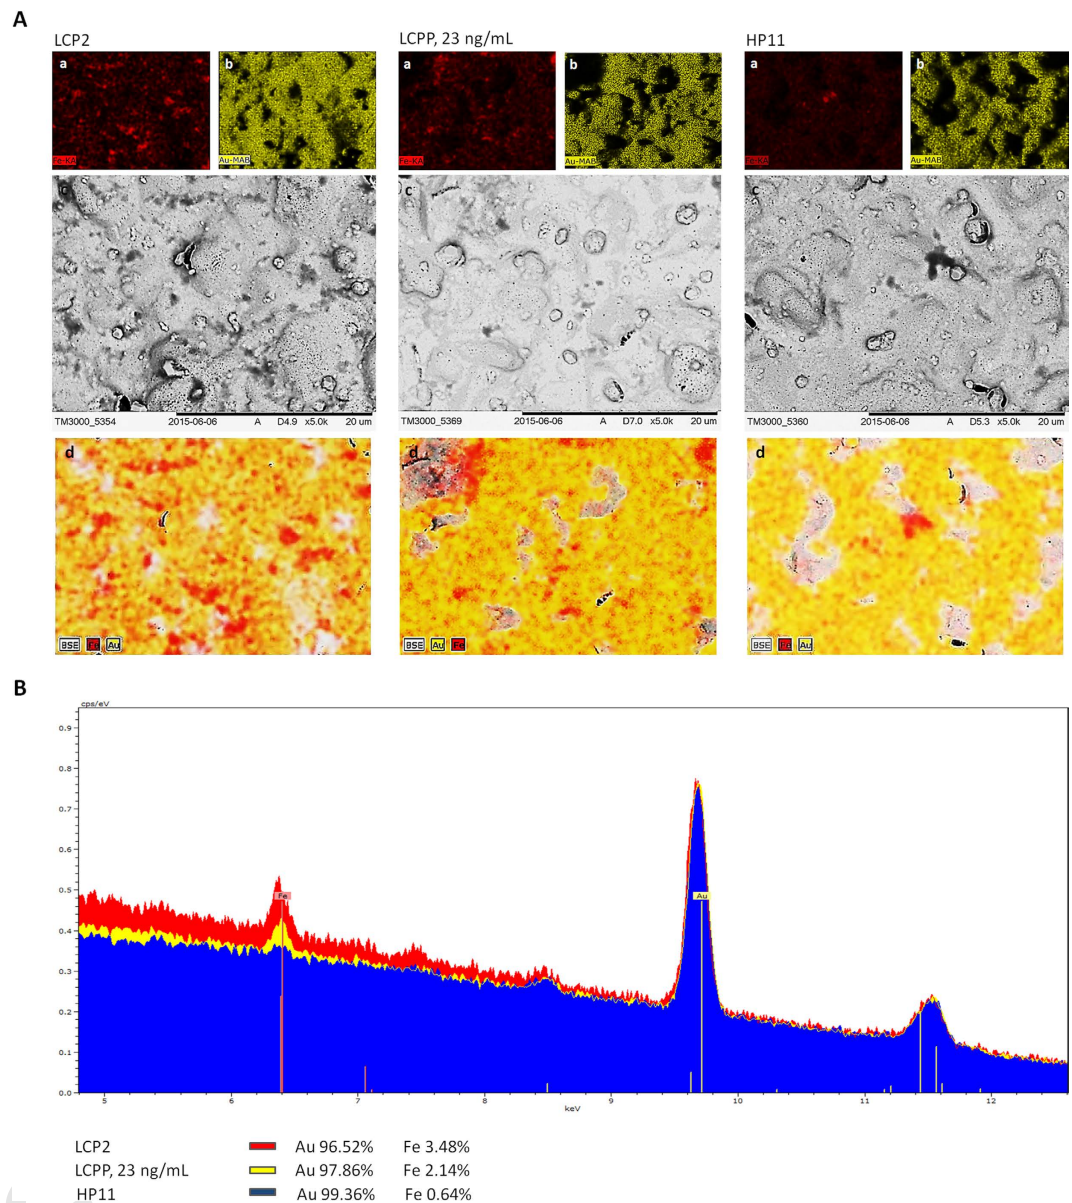 A
LCP2
LCPP, 23 ng/mL
HP11
a
b
a
b
a
b
Fe-KA
Au-MAB
Fe-KA
Au-MAB
Fe-KA
Au-MAB
c
c
c
TM3000_5354 2015-06-06 A D4.9 x5.0k 20 um
TM3000_5369 2015-06-06 A D7.0 x5.0k 20 um
TM3000_5360 2015-06-06 A D5.3 x5.0k 20 um
d
d
d
BSE Fe Au
BSE Au Fe
BSE Fe Au
B
cps/eV
0.9
0.8
0.7
0.6
0.5
0.4
0.3
0.2
0.1
0.0
Fe
Au
5 6 7 8 9 10 11 12
keV
LCP2 Au 96.52% Fe 3.48%
LCPP, 23 ng/mL Au 97.86% Fe 2.14%
HP11 Au 99.36% Fe 0.64%